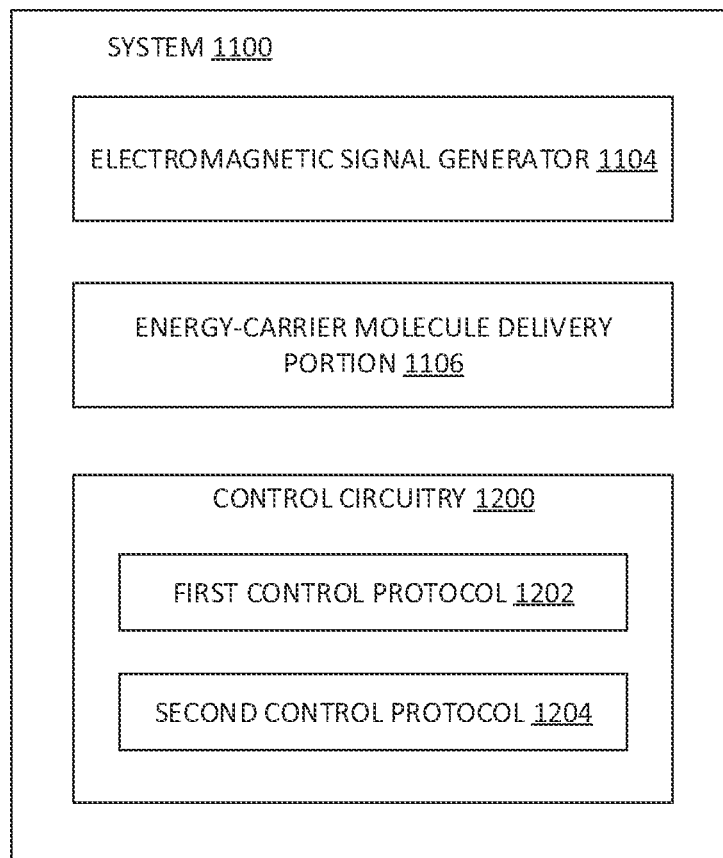 SYSTEM 1100
ELECTROMAGNETIC SIGNAL GENERATOR 1104
ENERGY-CARRIER MOLECULE DELIVERY
PORTION 1106
CONTROL CIRCUITRY 1200
FIRST CONTROL PROTOCOL 1202
SECOND CONTROL PROTOCOL 1204